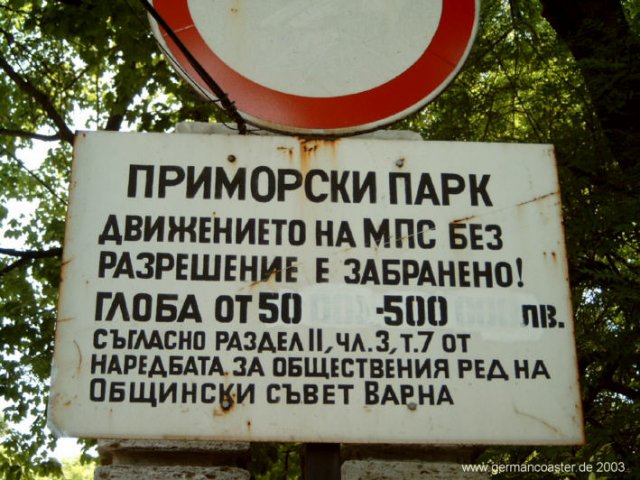 ПРИМОРСКИ ПАРК
ДВИЖЕНИЕТО НА МПС БЕЗ
РАЗРЕШЕНИЕ Е ЗАБРАНЕНО!
ГЛОБА ОТ 50 -500 ЛВ.
СЪГЛАСНО РАЗДЕЛ II, ЧЛ.3, Т.7 ОТ
НАРЕДБАТА ЗА ОБЩЕСТВЕНИЯ РЕД НА
ОБЩИНСКИ СЪВЕТ ВАРНА
www.germancoaster.de 2003